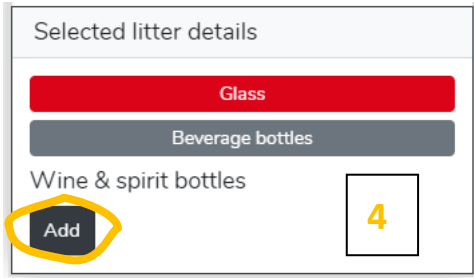 Selected litter details
Glass
Beverage bottles
Wine & spirit bottles
Add
4